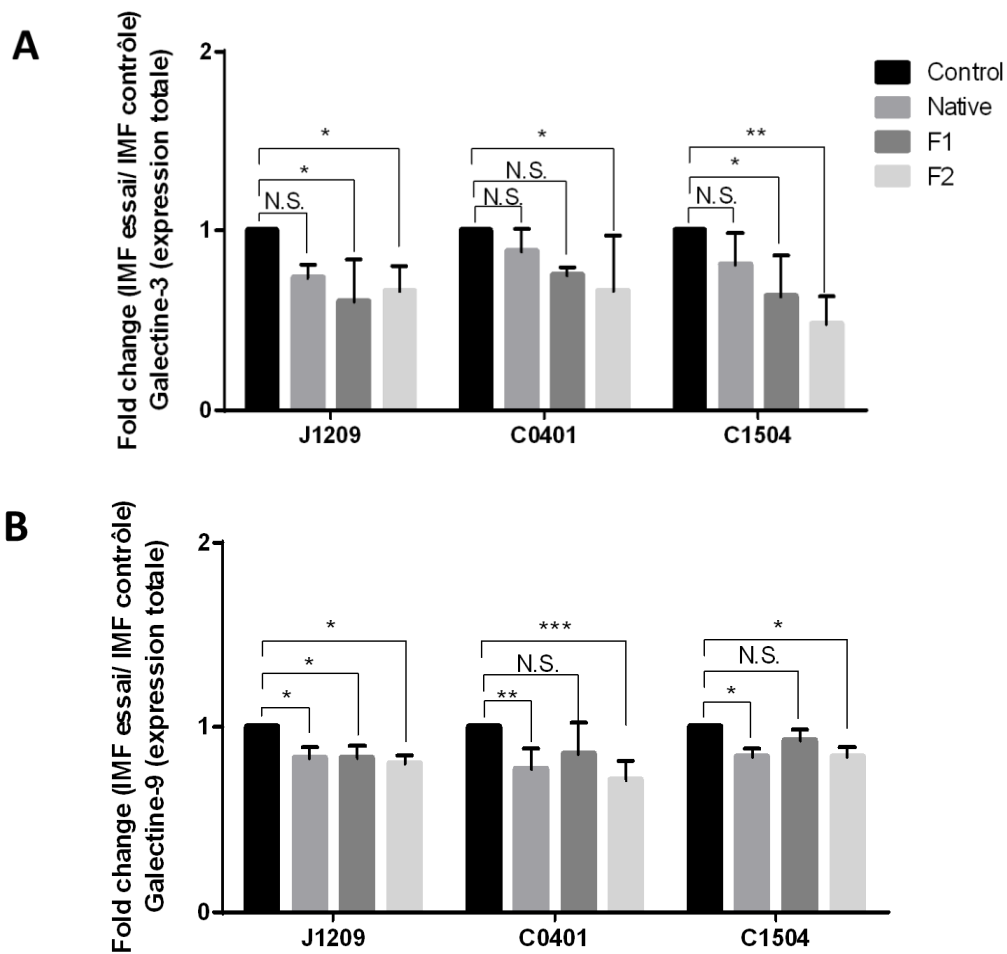 A
Fold change (IMF essai/ IMF contrôle)
Galectine-3 (expression totale)
2
1
0
*
*
N.S.
*
N.S.
N.S.
**
*
N.S.
J1209
C0401
C1504
Control
Native
F1
F2
B
Fold change (IMF essai/ IMF contrôle)
Galectine-9 (expression totale)
2
1
0
*
*
*
***
N.S.
**
*
N.S.
*
J1209
C0401
C1504